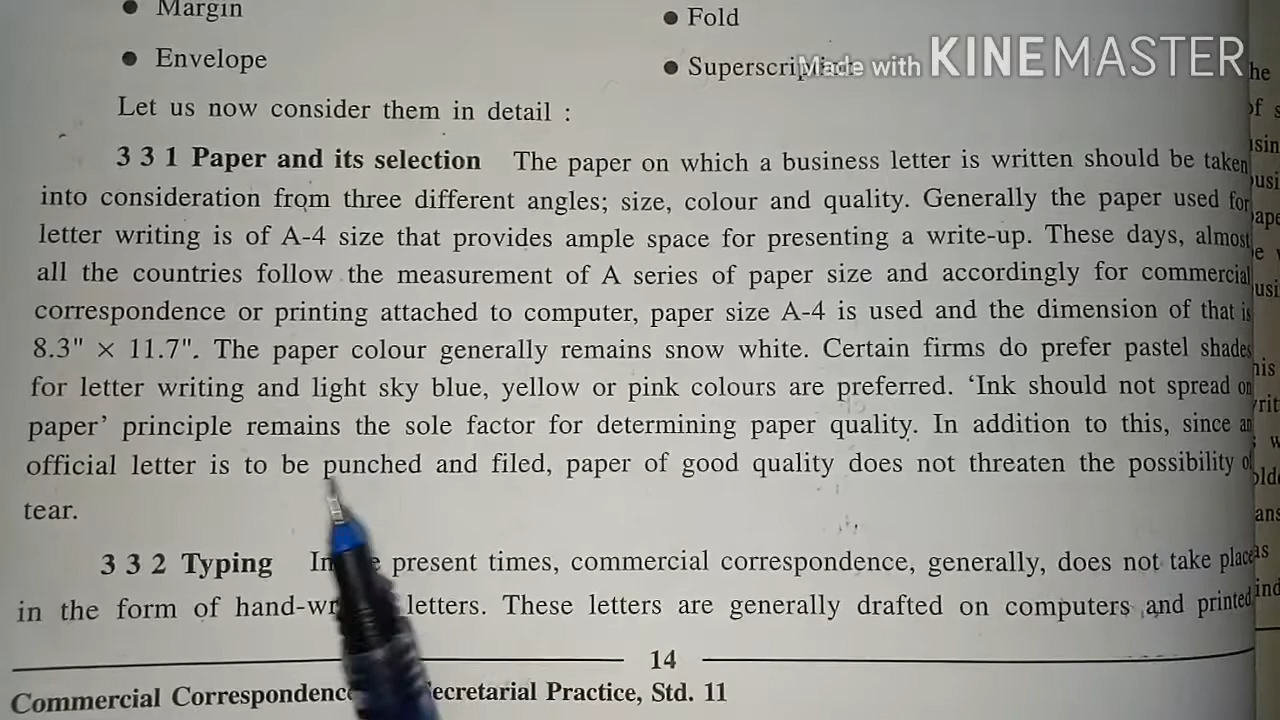 • Margin
• Fold
• Envelope
• Superscription
Made with KINEMASTER
Let us now consider them in detail :
3 3 1 Paper and its selection The paper on which a business letter is written should be taken
into consideration from three different angles; size, colour and quality. Generally the paper used for
letter writing is of A-4 size that provides ample space for presenting a write-up. These days, almost
all the countries follow the measurement of A series of paper size and accordingly for commercial
correspondence or printing attached to computer, paper size A-4 is used and the dimension of that is
8.3" × 11.7". The paper colour generally remains snow white. Certain firms do prefer pastel shades
for letter writing and light sky blue, yellow or pink colours are preferred. ‘Ink should not spread on
paper’ principle remains the sole factor for determining paper quality. In addition to this, since an
official letter is to be punched and filed, paper of good quality does not threaten the possibility of
tear.
3 3 2 Typing In present times, commercial correspondence, generally, does not take place
in the form of letters. These letters are generally drafted on computers and printed
14
Commercial Correspondence Secretarial Practice, Std. 11